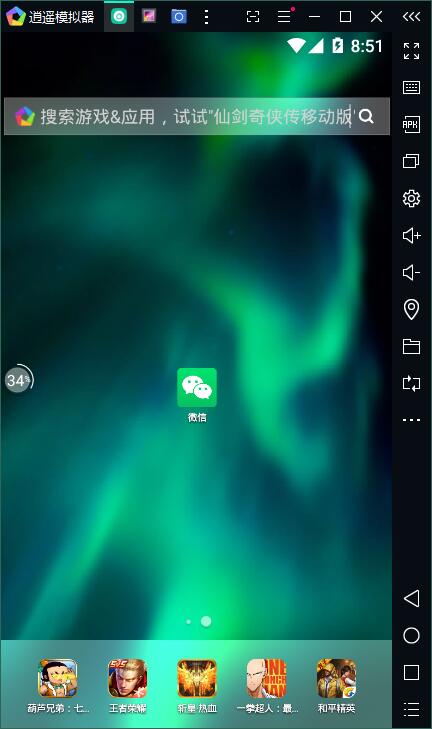 逍遥模拟器
8:51
搜索游戏&应用，试试"仙剑奇侠传移动版"
APK
34%
微信
葫芦兄弟：七...
王者荣耀
斩皇·热血
一拳超人：最...
和平精英